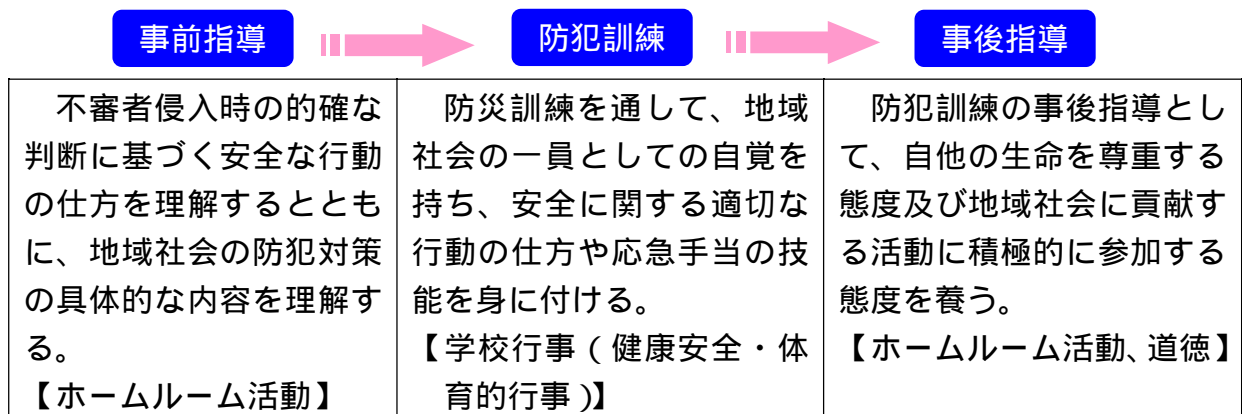 事前指導
防犯訓練
事後指導
不審者侵入時の的確な
判断に基づく安全な行動
の仕方を理解するととも
に、地域社会の防犯対策
の具体的な内容を理解す
る。
【ホームルーム活動】
防災訓練を通して、地域
社会の一員としての自覚を
持ち、安全に関する適切な
行動の仕方や応急手当の技
能を身に付ける。
【学校行事(健康安全・体
育的行事)】
防犯訓練の事後指導とし
て、自他の生命を尊重する
態度及び地域社会に貢献す
る活動に積極的に参加する
態度を養う。
【ホームルーム活動、道徳】